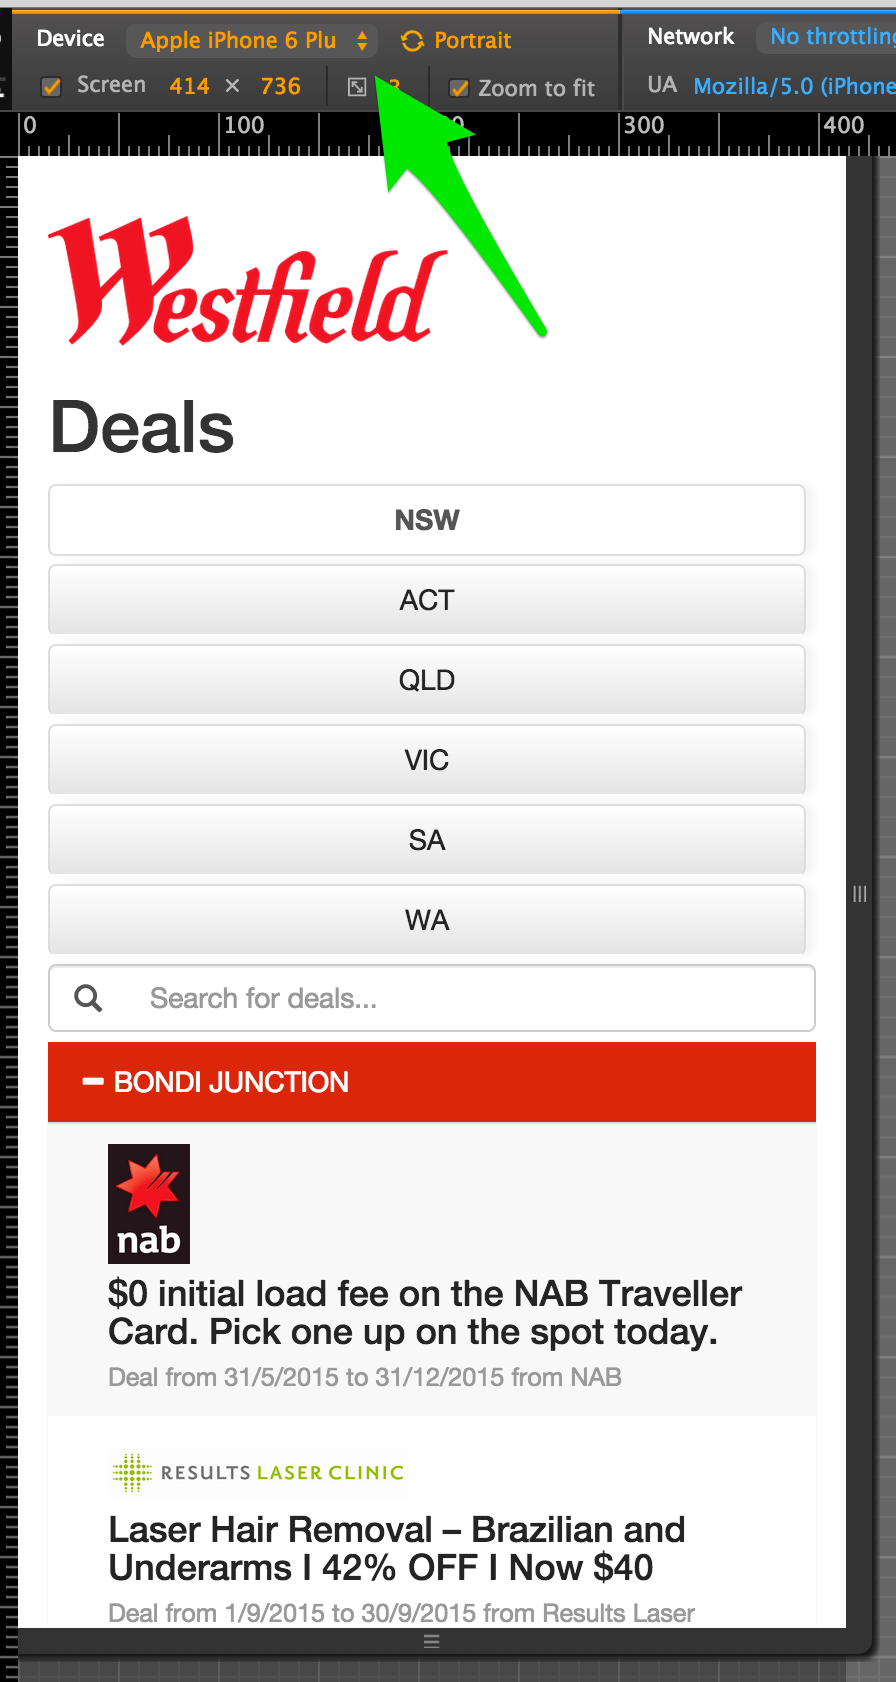 Device Apple iPhone 6 Plu Portrait Network No throttling
Screen 414 × 736 3 Zoom to fit UA Mozilla/5.0 (iPhone
0 100 300 400
Westfield
Deals
NSW
ACT
QLD
VIC
SA
WA
Search for deals...
BONDI JUNCTION
nab
$0 initial load fee on the NAB Traveller
Card. Pick one up on the spot today.
Deal from 31/5/2015 to 31/12/2015 from NAB
RESULTS LASER CLINIC
Laser Hair Removal – Brazilian and
Underarms I 42% OFF I Now $40
Deal from 1/9/2015 to 30/9/2015 from Results Laser